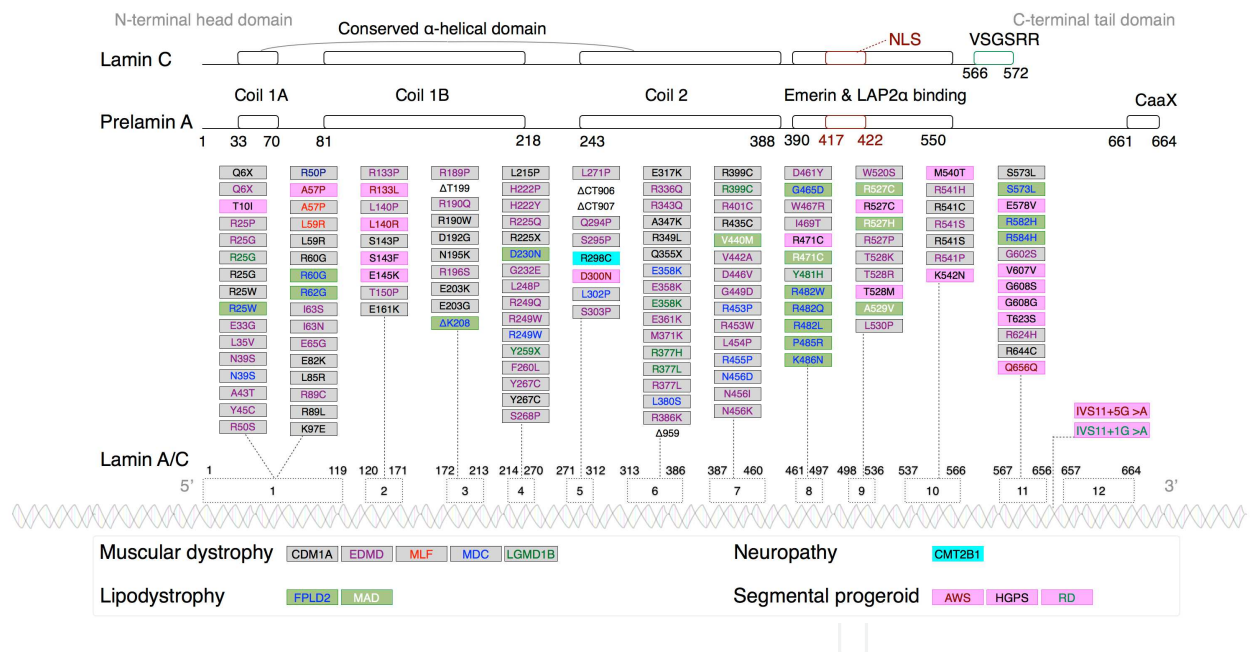 N-terminal head domain
C-terminal tail domain
Conserved α-helical domain
NLS
VSGSRR
Lamin C
566 572
Coil 1A Coil 1B Coil 2 Emerin & LAP2α binding CaaX
Prelamin A
1 33 70 81 218 243 388 390 417 422 550 661 664
Q6X R50P R133P R189P L215P L271P E317K R399C D461Y W520S M540T S573L
Q6X A57P R133L ΔT199 H222P ΔCT906 R336Q R399C G465D R527C R541H S573L
T10I A57P L140P R190Q H222Y ΔCT907 R343Q R401C W467R R527C R541C E578V
R25P L59R L140R R190W R225Q Q294P A347K R435C I469T R527H R541S R582H
R25G L59R S143P D192G R225X S295P R349L V440M R471C R527P R541S R584H
R25G R60G S143F N195K D230N R298C Q355X V442A R471C T528K R541P G602S
R25G R60G E145K R196S G232E D300N E358K D446V Y481H T528R K542N V607V
R25W R62G T150P E203K L248P L302P E358K G449D R482W T528M G608S
R25W I63S E161K E203G R249Q S303P E358K R453P R482Q A529V G608G
E33G I63N ΔK208 R249W E361K R453W R482L L530P T623S
L35V E65G R249W M371K L454P P485R R624H
N39S E82K Y259X R377H R455P K486N R644C
N39S L85R F260L R377L N456D Q656Q
A43T R89C Y267C R377L N456I
Y45C R89L Y267C L380S N456K
R50S K97E S268P R386K
Δ959
IVS11+5G >A
IVS11+1G >A
Lamin A/C
1 119 120 171 172 213 214 270 271 312 313 386 387 460 461 497 498 536 537 566 567 656 657 664
5’ 1 2 3 4 5 6 7 8 9 10 11 12 3’
Muscular dystrophy CDM1A EDMD MLF MDC LGMD1B Neuropathy CMT2B1
Lipodystrophy FPLD2 MAD Segmental progeroid AWS HGPS RD